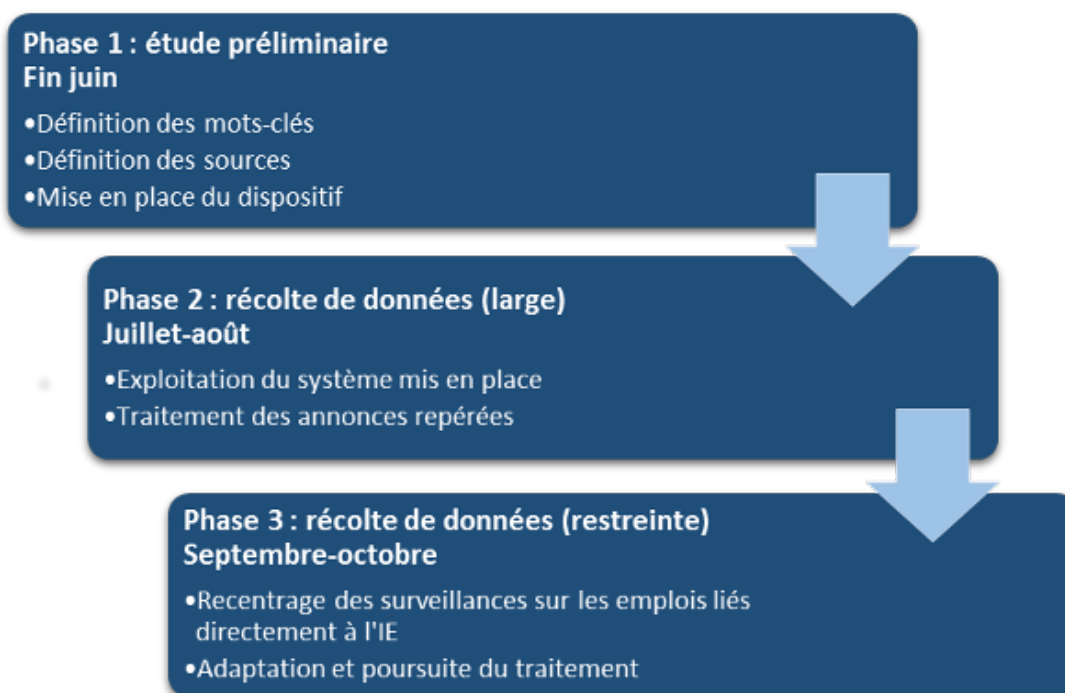 Phase 1 : étude préliminaire
Fin juin
•Définition des mots-clés
•Définition des sources
•Mise en place du dispositif
Phase 2 : récolte de données (large)
Juillet-août
•Exploitation du système mis en place
•Traitement des annonces repérées
Phase 3 : récolte de données (restreinte)
Septembre-octobre
•Recentrage des surveillances sur les emplois liés
directement à l'IE
•Adaptation et poursuite du traitement